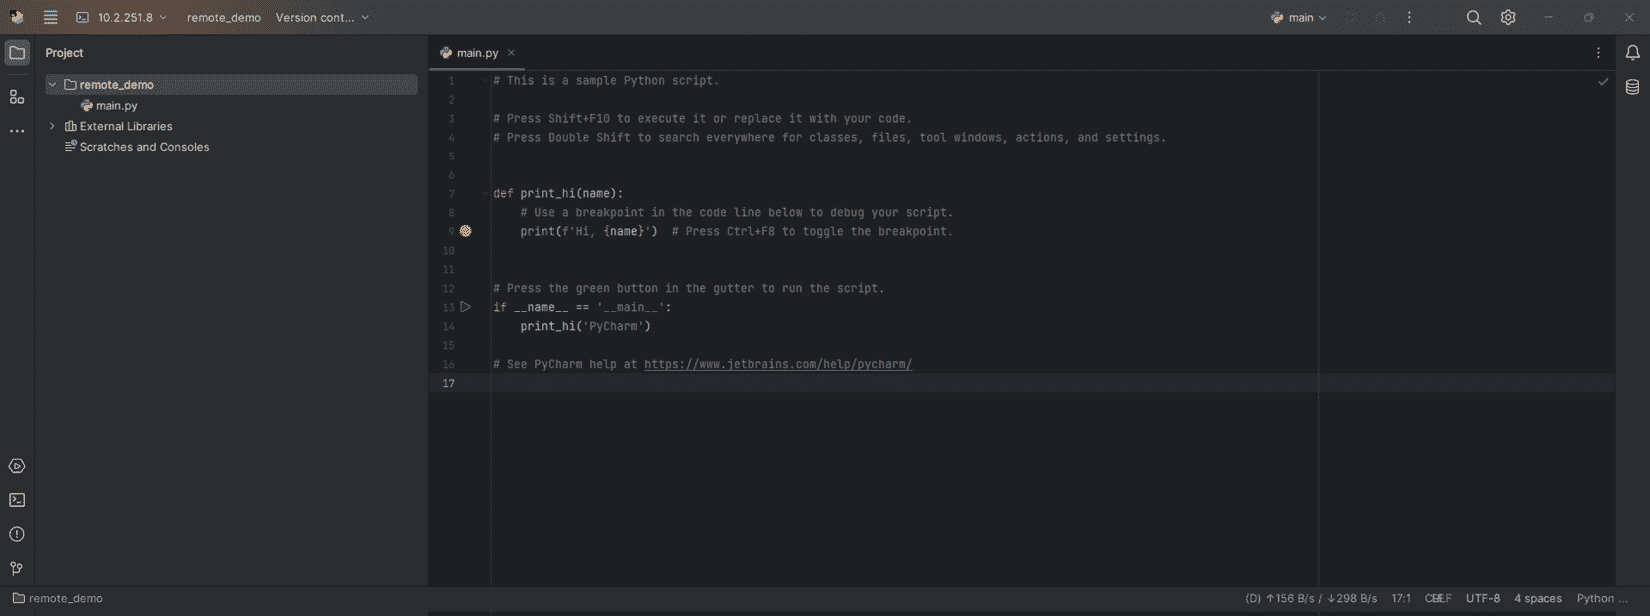 10.2.251.8 remote_demo Version cont... main
Project
remote_demo
main.py
External Libraries
Scratches and Consoles
main.py
1 # This is a sample Python script.
2
3 # Press Shift+F10 to execute it or replace it with your code.
4 # Press Double Shift to search everywhere for classes, files, tool windows, actions, and settings.
5
6
7 def print_hi(name):
8 # Use a breakpoint in the code line below to debug your script.
9 print(f'Hi, {name}') # Press Ctrl+F8 to toggle the breakpoint.
10
11
12 # Press the green button in the gutter to run the script.
13 if __name__ == '__main__':
14 print_hi('PyCharm')
15
16 # See PyCharm help at https://www.jetbrains.com/help/pycharm/
17
remote_demo (D) ↑156 B/s / ↓298 B/s 17:1 UTF-8 4 spaces Python ...